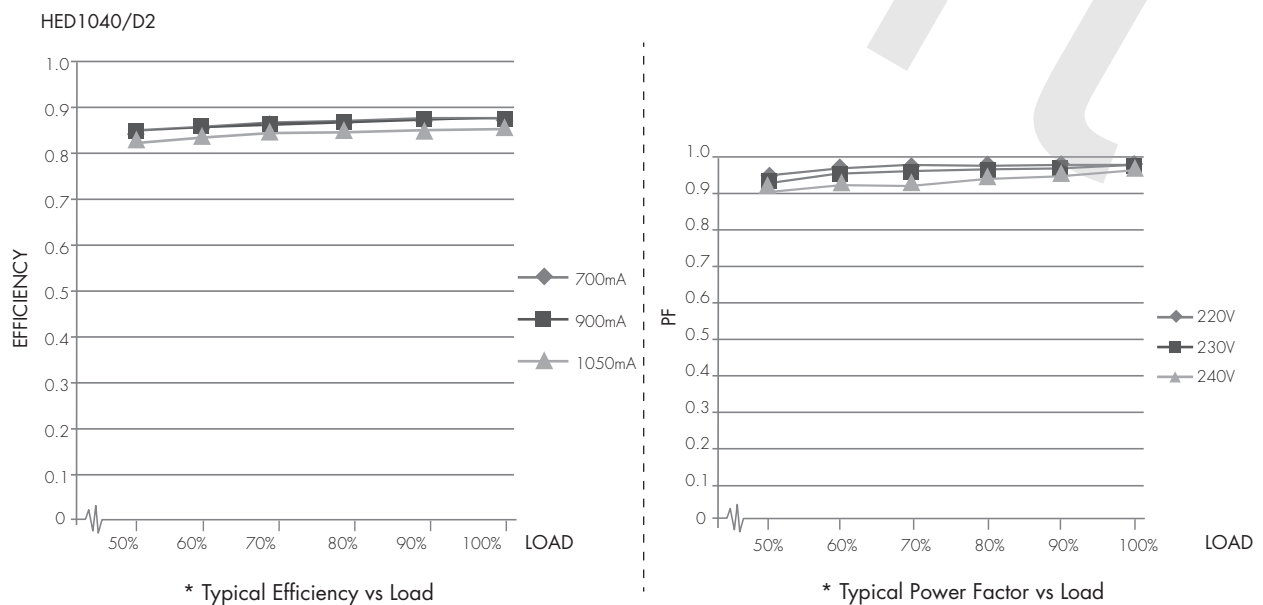 HED1040/D2
EFFICIENCY
1.0
0.9
0.8
0.7
0.6
0.5
0.4
0.3
0.2
0.1
0
50% 60% 70% 80% 90% 100% LOAD
700mA
900mA
1050mA
* Typical Efficiency vs Load
PF
1.0
0.9
0.8
0.7
0.6
0.5
0.4
0.3
0.2
0.1
0
50% 60% 70% 80% 90% 100% LOAD
220V
230V
240V
* Typical Power Factor vs Load